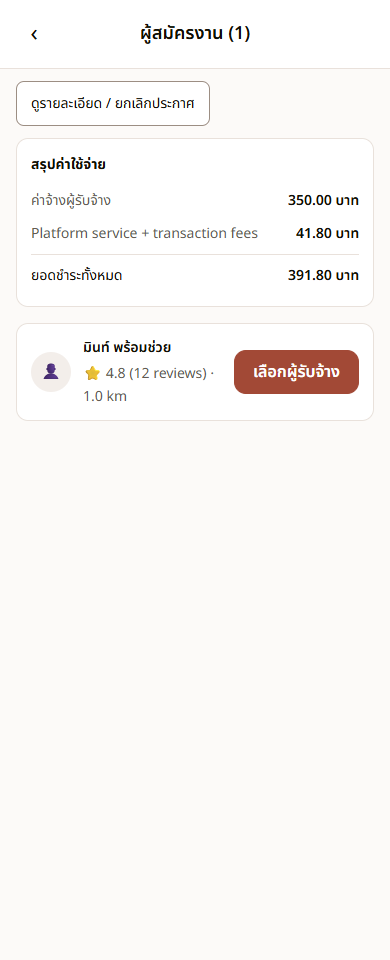 ‹ ผู้สมัครงาน (1)
ดูรายละเอียด / ยกเลิกประกาศ
สรุปค่าใช้จ่าย
ค่าจ้างผู้รับจ้าง 350.00 บาท
Platform service + transaction fees 41.80 บาท
ยอดชำระทั้งหมด 391.80 บาท
มินท์ พร้อมช่วย
⭐ 4.8 (12 reviews) ·
1.0 km
เลือกผู้รับจ้าง